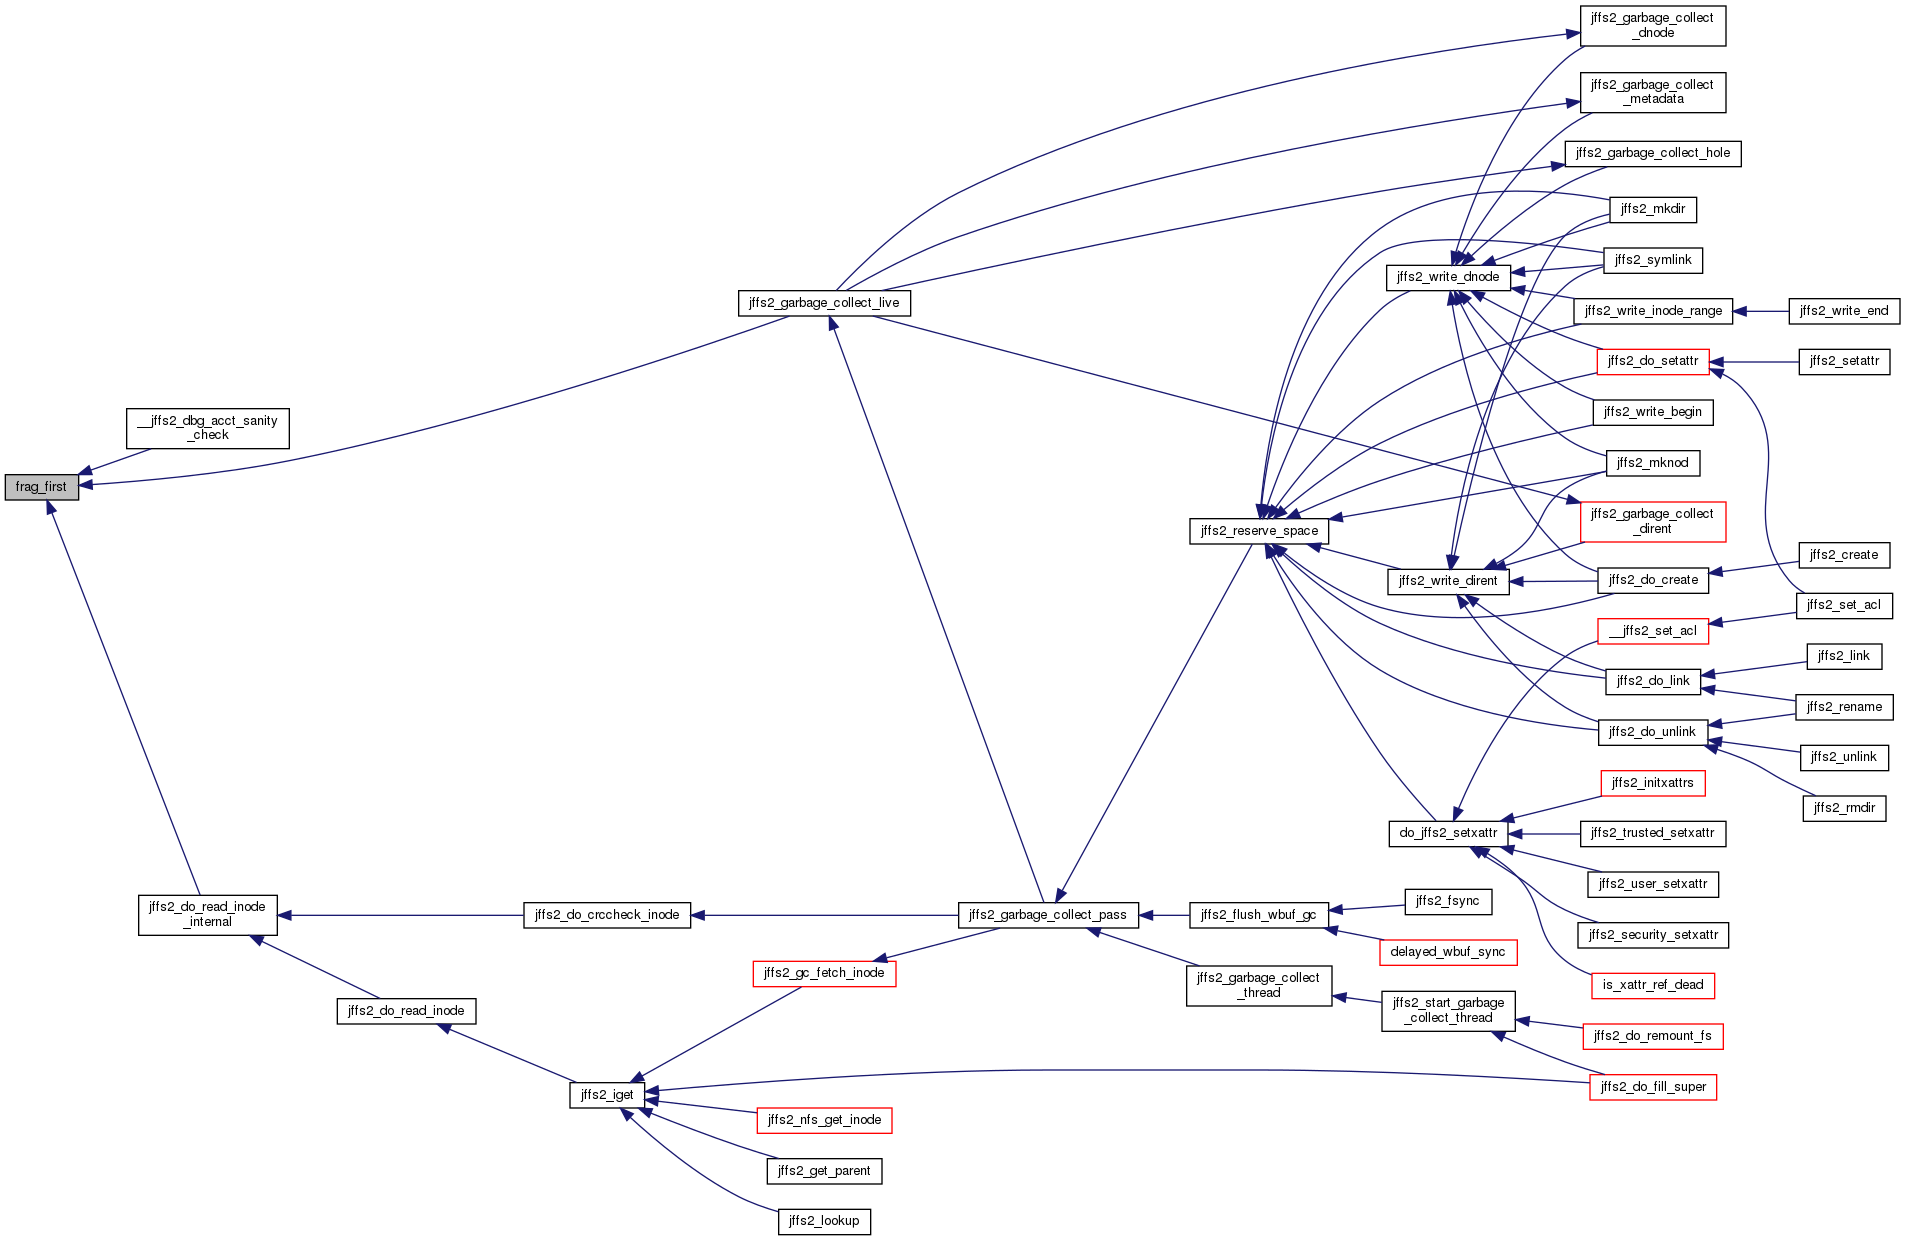 jffs2_garbage_collect
_dnode
jffs2_garbage_collect
_metadata
jffs2_garbage_collect_hole
jffs2_mkdir
jffs2_symlink
jffs2_write_dnode
jffs2_garbage_collect_live
jffs2_write_inode_range
jffs2_write_end
jffs2_do_setattr
jffs2_setattr
jffs2_write_begin
__jffs2_dbg_acct_sanity
_check
jffs2_mknod
frag_first
jffs2_garbage_collect
_dirent
jffs2_reserve_space
jffs2_create
jffs2_write_dirent
jffs2_do_create
jffs2_set_acl
__jffs2_set_acl
jffs2_link
jffs2_do_link
jffs2_rename
jffs2_do_unlink
jffs2_unlink
jffs2_initxattrs
jffs2_rmdir
do_jffs2_setxattr
jffs2_trusted_setxattr
jffs2_user_setxattr
jffs2_do_read_inode
_internal
jffs2_do_crccheck_inode
jffs2_garbage_collect_pass
jffs2_flush_wbuf_gc
jffs2_fsync
jffs2_security_setxattr
delayed_wbuf_sync
jffs2_gc_fetch_inode
jffs2_garbage_collect
_thread
is_xattr_ref_dead
jffs2_do_read_inode
jffs2_start_garbage
_collect_thread
jffs2_do_remount_fs
jffs2_do_fill_super
jffs2_iget
jffs2_nfs_get_inode
jffs2_get_parent
jffs2_lookup